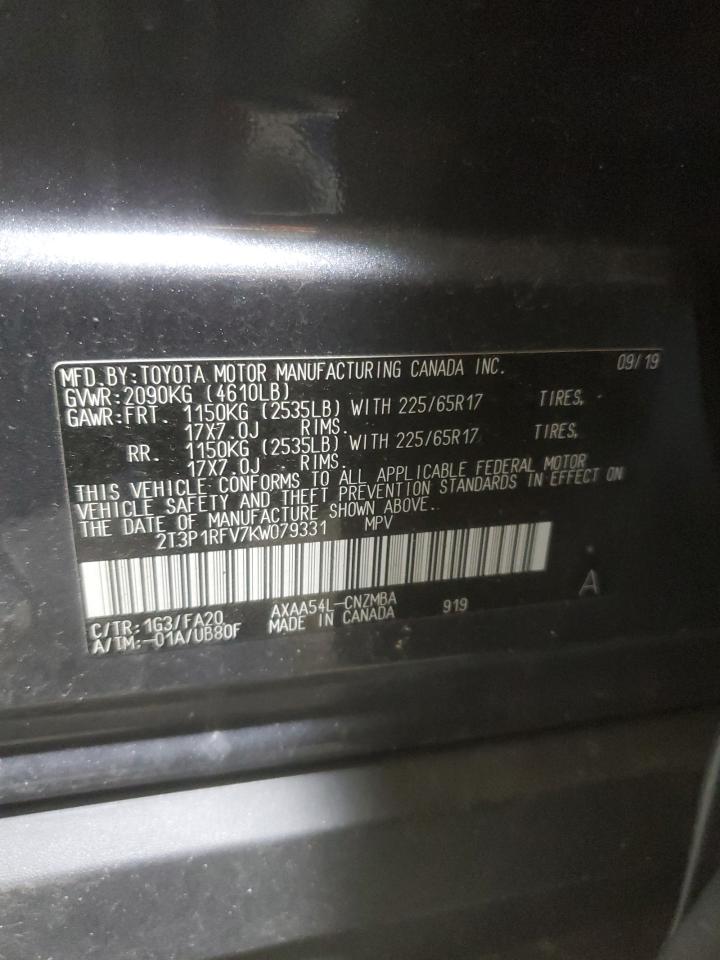 MFD. BY: TOYOTA MOTOR MANUFACTURING CANADA INC. 09/19
GVWR: 2090KG (4610LB)
GAWR: FRT. 1150KG (2535LB) WITH 225/65R17 TIRES,
17X7.0J RIMS.
RR. 1150KG (2535LB) WITH 225/65R17 TIRES,
17X7.0J RIMS.
THIS VEHICLE CONFORMS TO ALL APPLICABLE FEDERAL MOTOR
VEHICLE SAFETY AND THEFT PREVENTION STANDARDS IN EFFECT ON
THE DATE OF MANUFACTURE SHOWN ABOVE.
2T3P1RFV7KW079331 MPV
A
C/TR: 1G3/FA20 AXAA54L-CNZMBA 919
A/TM: -01A/UB80F MADE IN CANADA